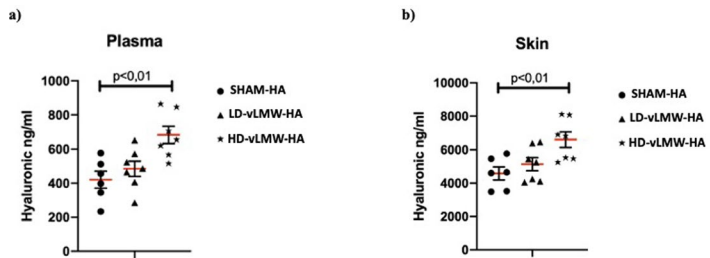 a)
Plasma
p<0,01
1000
800
600
400
200
0
Hyaluronic ng/ml
SHAM-HA
LD-vLMW-HA
HD-vLMW-HA
b)
Skin
p<0,01
10000
8000
6000
4000
2000
0
Hyaluronic ng/ml
SHAM-HA
LD-vLMW-HA
HD-vLMW-HA